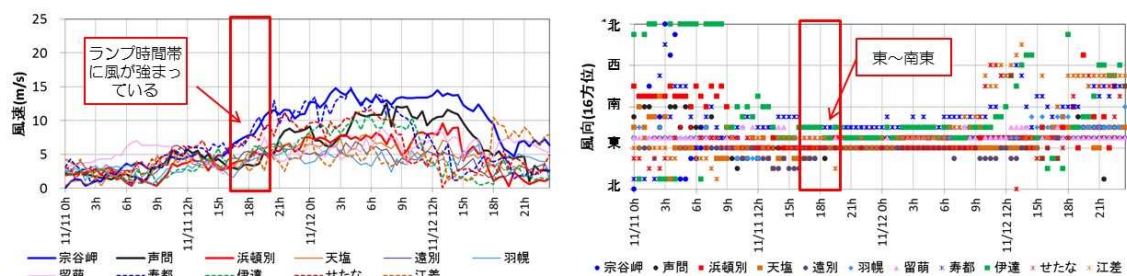 25
20
15
10
5
0
風速(m/s)
ランプ時間帯
に風が強まっ
ている
11/11 0h 3h 6h 9h 11/11 12h 15h 18h 21h 11/12 0h 3h 6h 9h 11/12 12h 15h 18h 21h
宗谷岬 声問 浜頓別 天塩 遠別 羽幌
留萌 寿都 伊達 せたな 江差
北
西
南
東
北
風向(16方位)
東～南東
11/11 0h 3h 6h 9h 11/11 12h 15h 18h 21h 11/12 0h 3h 6h 9h 11/12 12h 15h 18h 21h
宗谷岬 声問 浜頓別 天塩 遠別 羽幌 留萌 寿都 伊達 せたな 江差